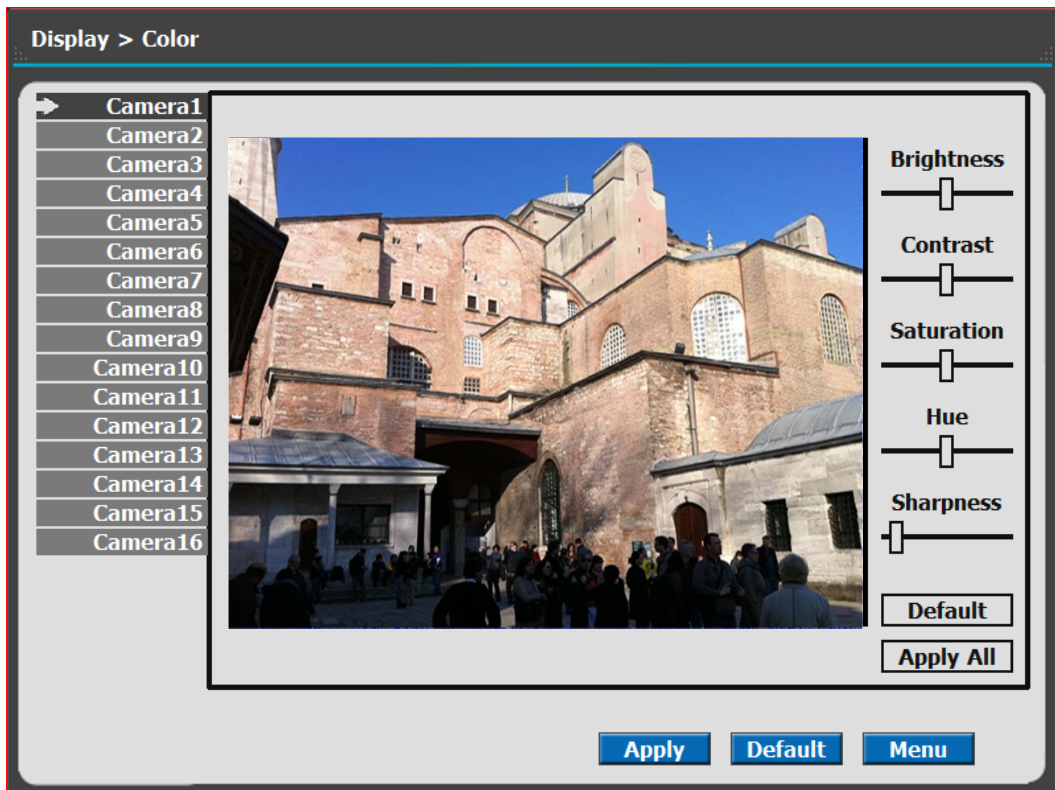 Display > Color
Camera1
Camera2
Camera3
Camera4
Camera5
Camera6
Camera7
Camera8
Camera9
Camera10
Camera11
Camera12
Camera13
Camera14
Camera15
Camera16
Brightness
Contrast
Saturation
Hue
Sharpness
Default
Apply All
Apply
Default
Menu